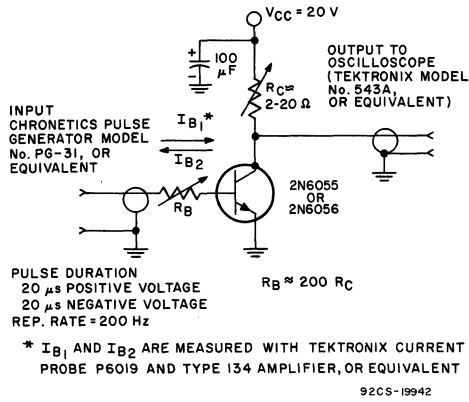 VCC = 20 V
+
100
μF
-
RC≈
2-20 Ω
OUTPUT TO
OSCILLOSCOPE
(TEKTRONIX MODEL
No. 543A,
OR EQUIVALENT)
INPUT
CHRONETICS PULSE
GENERATOR MODEL
No. PG-31, OR
EQUIVALENT
IB1*
IB2
RB
2N6055
OR
2N6056
PULSE DURATION
20 μs POSITIVE VOLTAGE
20 μs NEGATIVE VOLTAGE
REP. RATE = 200 Hz
RB ≈ 200 RC
* IB1 AND IB2 ARE MEASURED WITH TEKTRONIX CURRENT
PROBE P6019 AND TYPE 134 AMPLIFIER, OR EQUIVALENT
92CS-19942